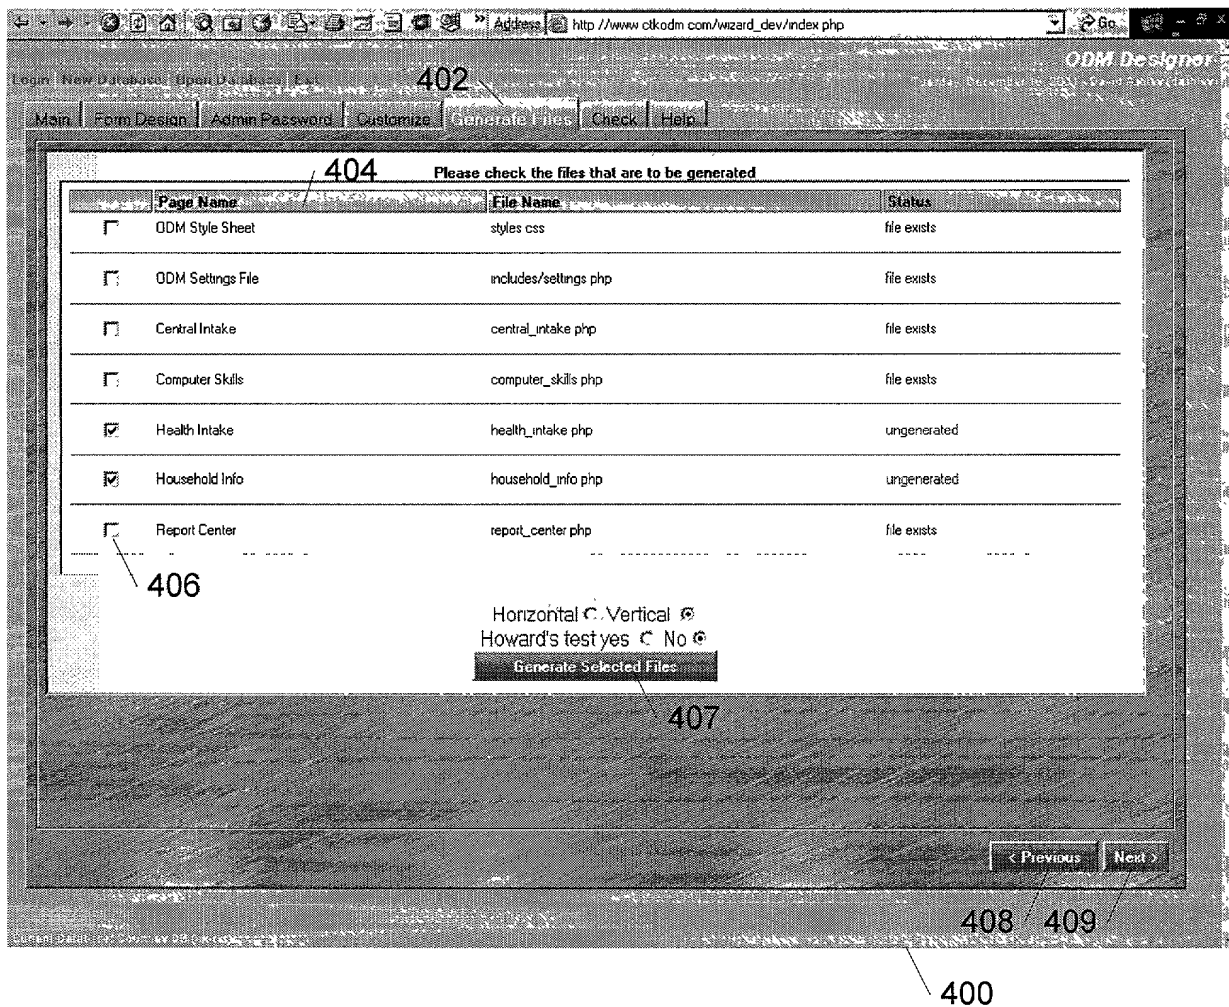 Address http //www ctkodm com/wizard_dev/index php Go
ODM Designer
Login | New Database | Open Database | Exit
402
Main Form Design Admin Password Customize Generate Files Check Help
404
Please check the files that are to be generated
Page Name File Name Status
ODM Style Sheet styles css file exists
ODM Settings File includes/settings php file exists
Central Intake central_intake php file exists
Computer Skills computer_skills php file exists
Health Intake health_intake php ungenerated
Household Info household_info php ungenerated
Report Center report_center php file exists
406
Horizontal Vertical
Howard's test yes No
Generate Selected Files
407
< Previous Next >
408 409
400